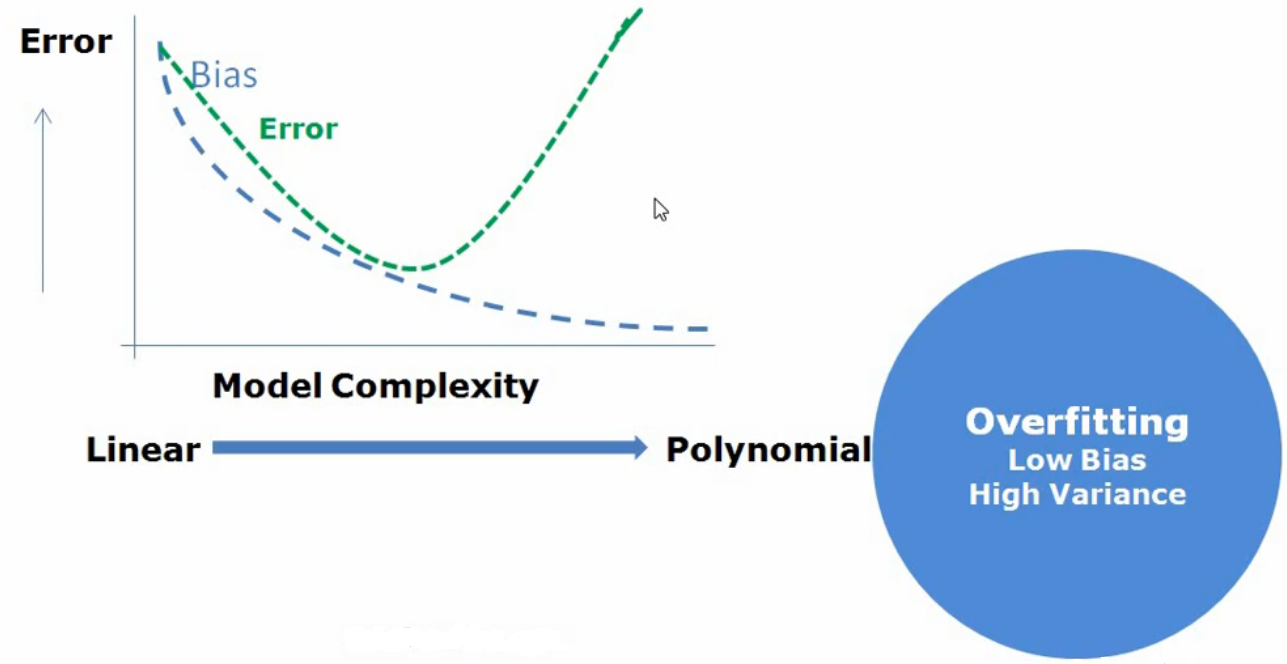 Error
Bias
Error
Model Complexity
Linear
Polynomial
Overfitting
Low Bias
High Variance